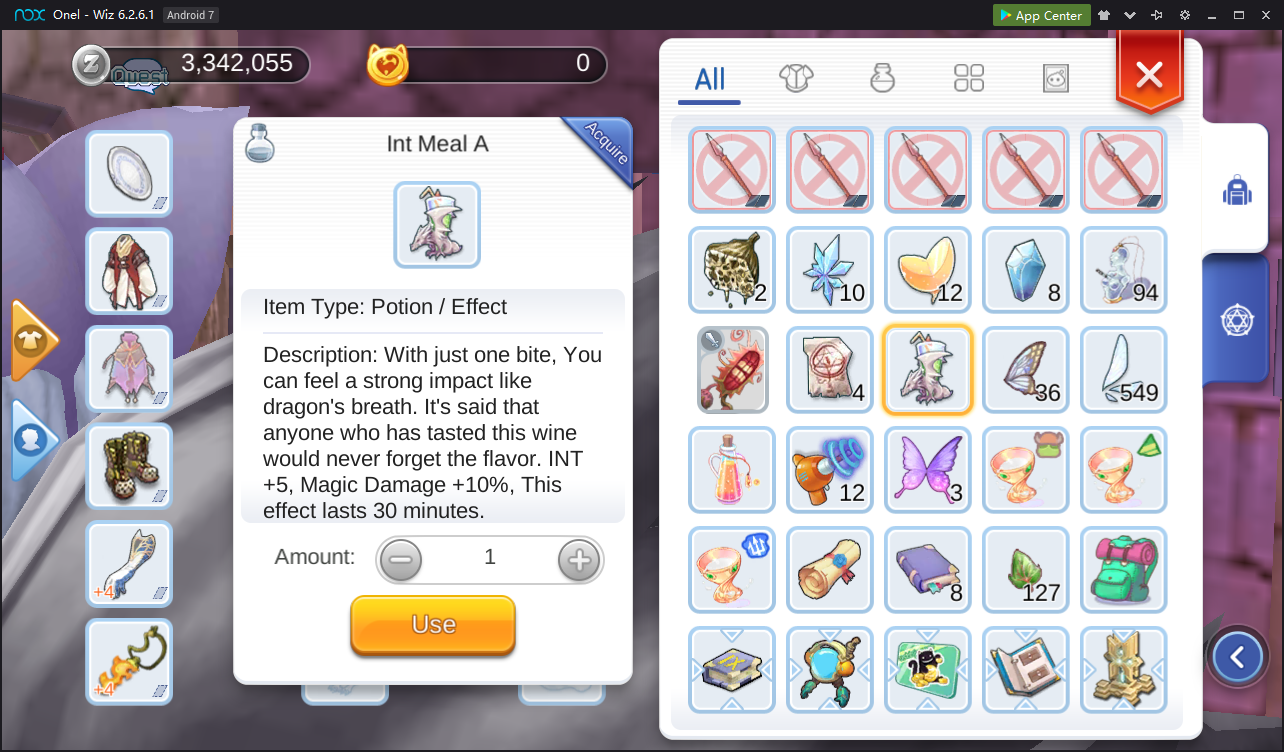 nox Onel - Wiz 6.2.6.1 Android 7 App Center
Z 3,342,055 0
Quest
All
Int Meal A
Acquire
Item Type: Potion / Effect
Description: With just one bite, You
can feel a strong impact like
dragon's breath. It's said that
anyone who has tasted this wine
would never forget the flavor. INT
+5, Magic Damage +10%, This
effect lasts 30 minutes.
Amount: 1
Use
+4
+4
2 10 12 8 94
4 36 549
12 3
8 127
IX